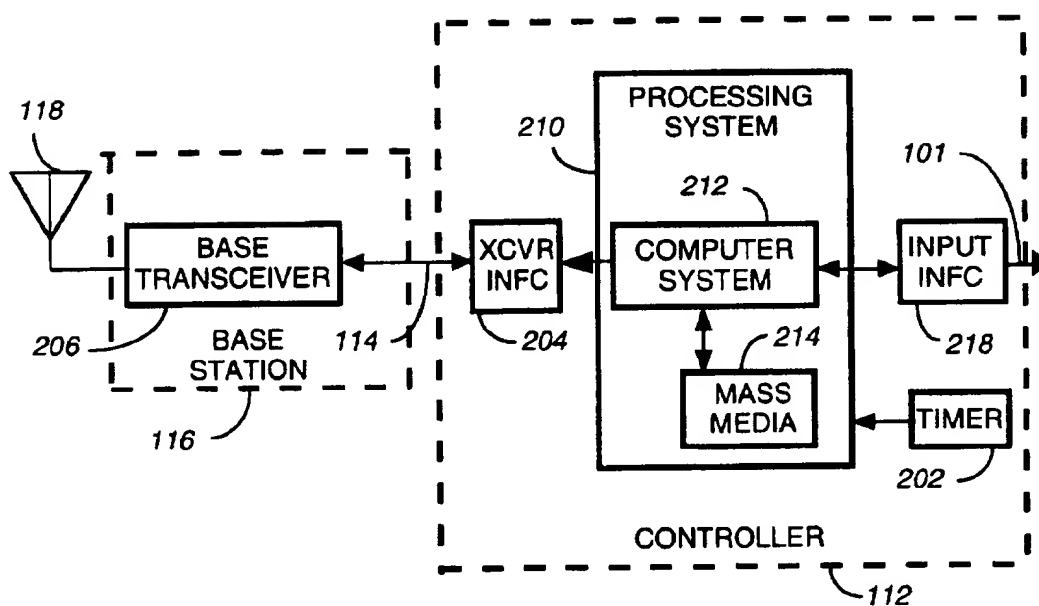 118
BASE
TRANSCEIVER
206
BASE
STATION
116
114
XCVR
INFC
204
210
PROCESSING
SYSTEM
212
COMPUTER
SYSTEM
214
MASS
MEDIA
101
INPUT
INFC
218
TIMER
202
CONTROLLER
112